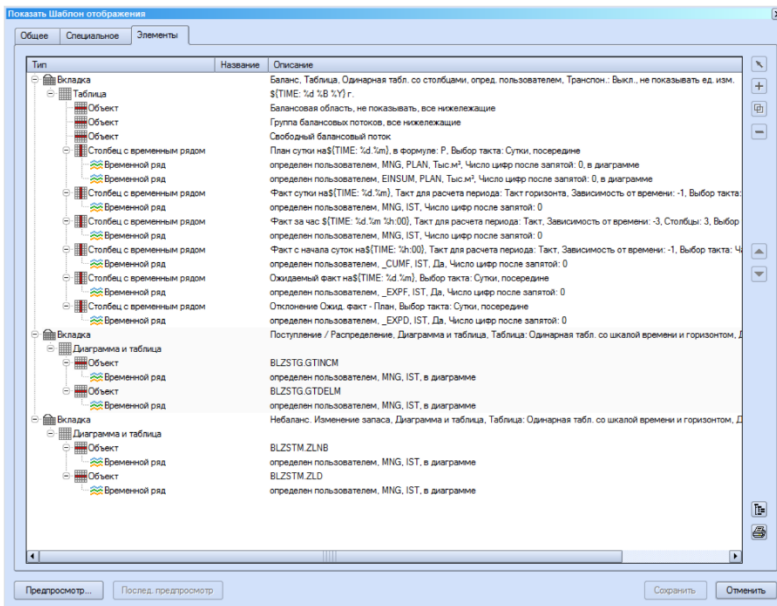 Показать Шаблон отображения
Общее Специальное Элементы
Тип Название Описание
Вкладка Баланс, Таблица, Одинарная табл. со столбцами, опред. пользователем, Транспон.: Выкл., не показывать ед. изм.
Таблица ${TIME: %d %B %Y} г.
Объект Балансовая область, не показывать, все нижележащие
Объект Группа балансовых потоков, все нижележащие
Объект Свободный балансовый поток
Столбец с временным рядом План сутки на${TIME: %d.%m}, в формуле: P, Выбор такта: Сутки, посередине
Временной ряд определен пользователем, MNG, PLAN, Тыс.м³, Число цифр после запятой: 0, в диаграмме
Временной ряд определен пользователем, EINSUM, PLAN, Тыс.м³, Число цифр после запятой: 0, в диаграмме
Столбец с временным рядом Факт сутки на${TIME: %d.%m}, Такт для расчета периода: Такт горизонта, Зависимость от времени: -1, Выбор такта:
Временной ряд определен пользователем, MNG, IST, Число цифр после запятой: 0
Столбец с временным рядом Факт за час ${TIME: %d.%m %h:00}, Такт для расчета периода: Такт, Зависимость от времени: -3, Столбцы: 3, Выбор
Временной ряд определен пользователем, MNG, IST, Число цифр после запятой: 0
Столбец с временным рядом Факт с начала суток на${TIME: %h:00}, Такт для расчета периода: Такт, Зависимость от времени: -1, Выбор такта: Ча
Временной ряд определен пользователем, _CUMF, IST, Да, Число цифр после запятой: 0
Столбец с временным рядом Ожидаемый факт на${TIME: %d.%m}, Выбор такта: Сутки, посередине
Временной ряд определен пользователем, _EXPF, IST, Да, Число цифр после запятой: 0
Столбец с временным рядом Отклонение Ожид. факт - План, Выбор такта: Сутки, посередине
Временной ряд определен пользователем, _EXPD, IST, Да, Число цифр после запятой: 0
Вкладка Поступление / Распределение, Диаграмма и таблица, Таблица: Одинарная табл. со шкалой времени и горизонтом, Д
Диаграмма и таблица
Объект BLZSTG.GTINCM
Временной ряд определен пользователем, MNG, IST, в диаграмме
Объект BLZSTG.GTDELM
Временной ряд определен пользователем, MNG, IST, в диаграмме
Вкладка Небаланс. Изменение запаса, Диаграмма и таблица, Таблица: Одинарная табл. со шкалой времени и горизонтом, Д
Диаграмма и таблица
Объект BLZSTM.ZLNB
Временной ряд определен пользователем, MNG, IST, в диаграмме
Объект BLZSTM.ZLD
Временной ряд определен пользователем, MNG, IST, в диаграмме
Предпросмотр... Послед. предпросмотр Сохранить Отменить